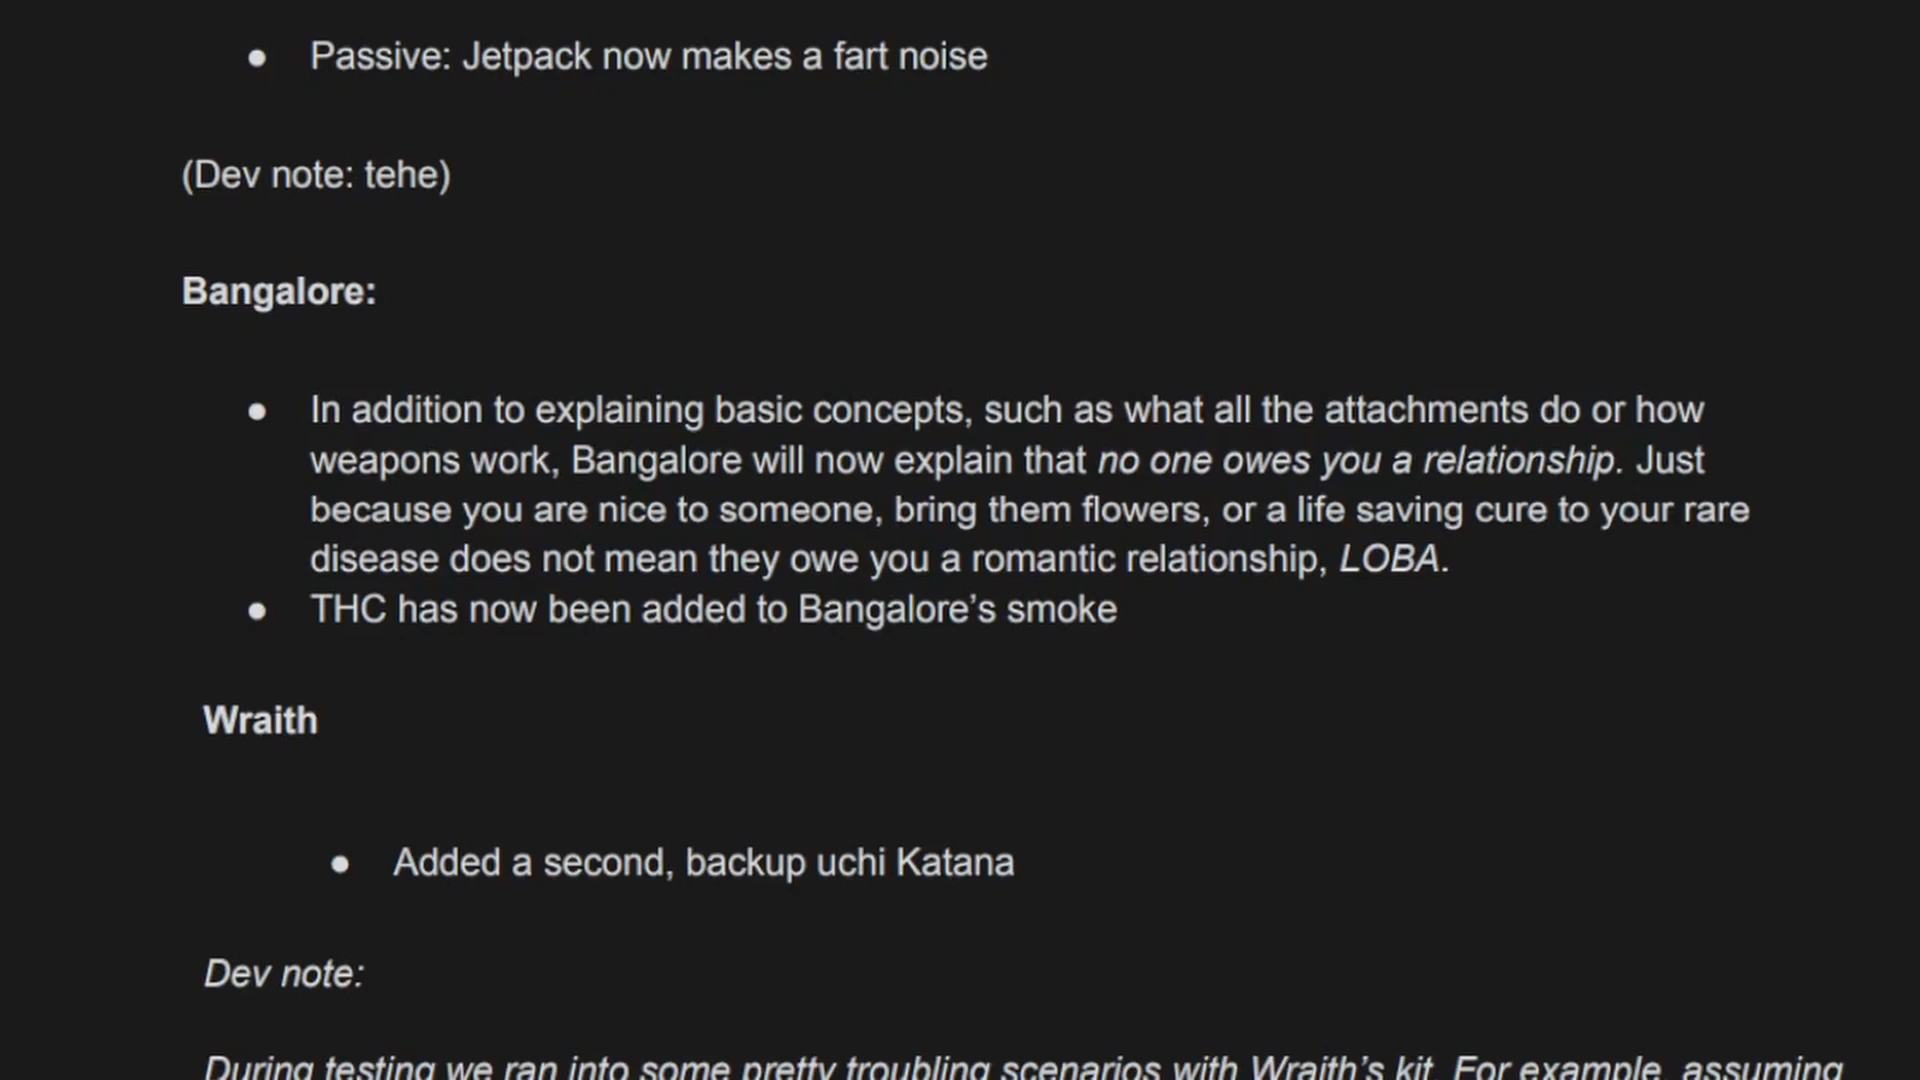 ● Passive: Jetpack now makes a fart noise
(Dev note: tehe)
Bangalore:
● In addition to explaining basic concepts, such as what all the attachments do or how
weapons work, Bangalore will now explain that no one owes you a relationship. Just
because you are nice to someone, bring them flowers, or a life saving cure to your rare
disease does not mean they owe you a romantic relationship, LOBA.
● THC has now been added to Bangalore’s smoke
Wraith
● Added a second, backup uchi Katana
Dev note:
During testing we ran into some pretty troubling scenarios with Wraith’s kit. For example, assuming